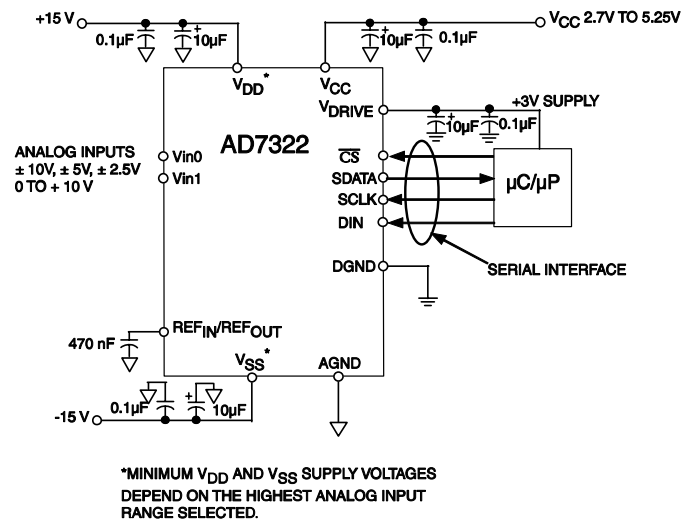 +15 V
0.1µF
+
10µF
+
10µF
0.1µF
VCC 2.7V TO 5.25V
VDD*
VCC
VDRIVE
+3V SUPPLY
+
10µF
0.1µF
AD7322
ANALOG INPUTS
± 10V, ± 5V, ± 2.5V
0 TO + 10 V
Vin0
Vin1
CS
SDATA
SCLK
DIN
µC/µP
DGND
SERIAL INTERFACE
REFIN/REFOUT
470 nF
VSS*
AGND
0.1µF
+
10µF
-15 V
*MINIMUM VDD AND VSS SUPPLY VOLTAGES
DEPEND ON THE HIGHEST ANALOG INPUT
RANGE SELECTED.